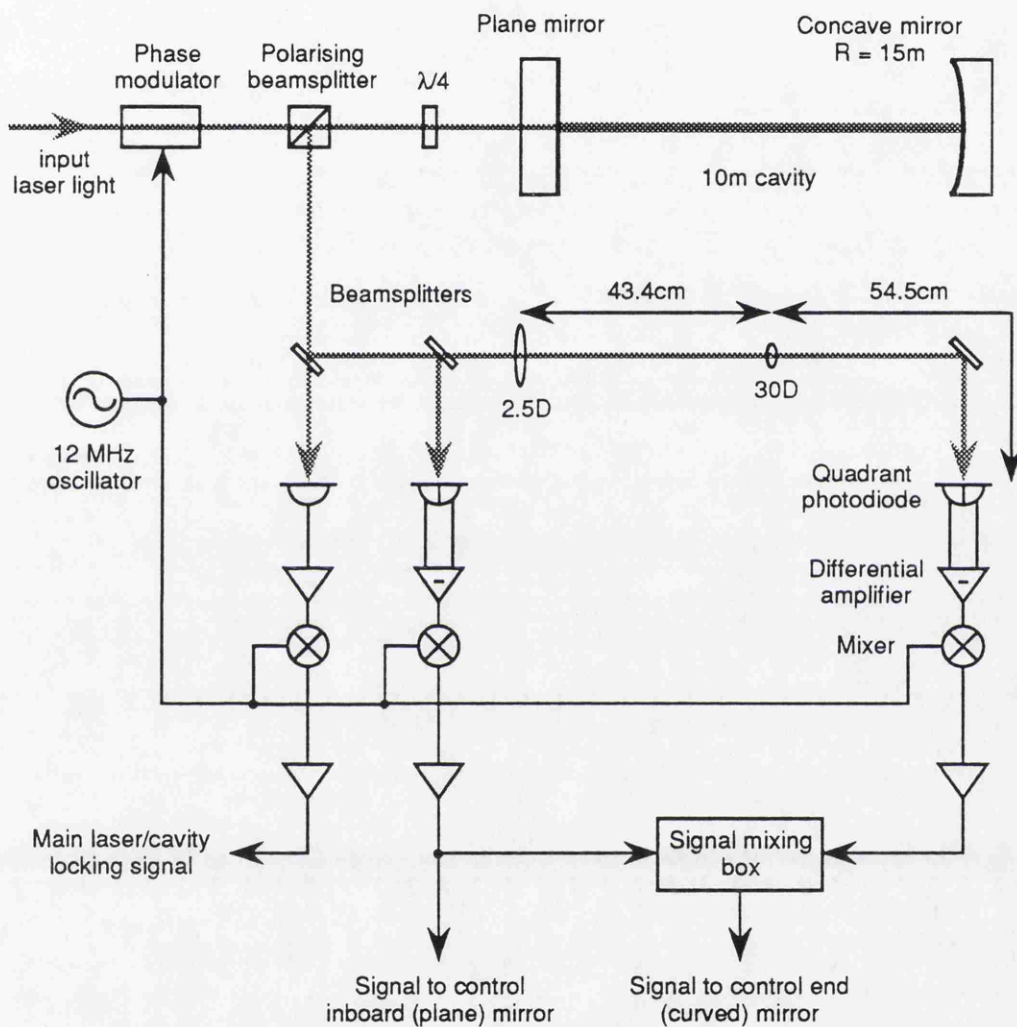 Plane mirror
Concave mirror
R = 15m
Phase
modulator
Polarising
beamsplitter
λ/4
input
laser light
10m cavity
Beamsplitters
43.4cm
54.5cm
2.5D
30D
12 MHz
oscillator
Quadrant
photodiode
Differential
amplifier
-
-
Mixer
Main laser/cavity
locking signal
Signal mixing
box
Signal to control
inboard (plane) mirror
Signal to control end
(curved) mirror